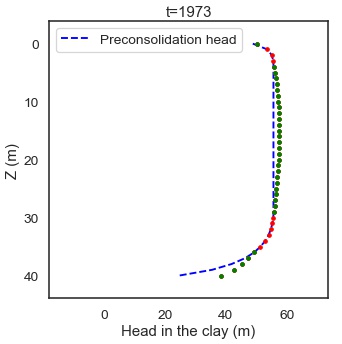 t=1973
Preconsolidation head
0
10
20
30
40
Z (m)
0 20 40 60
Head in the clay (m)